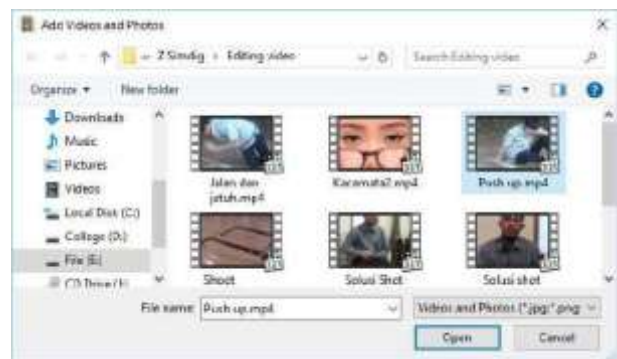 Add Videos and Photos
Z Simdig › Editing video
Search Editing video
Organize
New folder
Downloads
Music
Pictures
Videos
Local Disk (C:)
College (D:)
File (E:)
Jalan dan
jatuh.mp4
Kacamata2.mp4
Push up.mp4
Shoot
Solusi Shot
Solusi shot
File name:
Push up.mp4
Videos and Photos (*.jpg;*.png
Open
Cancel